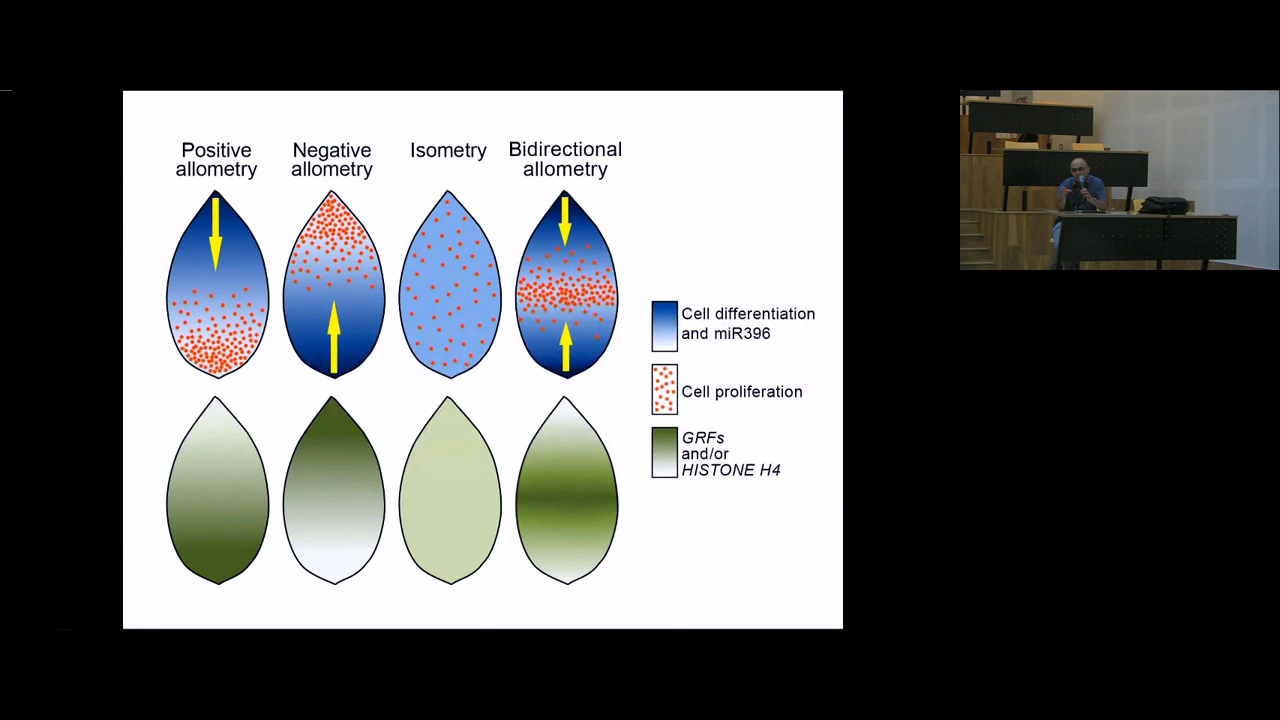 Positive
allometry
Negative
allometry
Isometry
Bidirectional
allometry
Cell differentiation
and miR396
Cell proliferation
GRFs
and/or
HISTONE H4